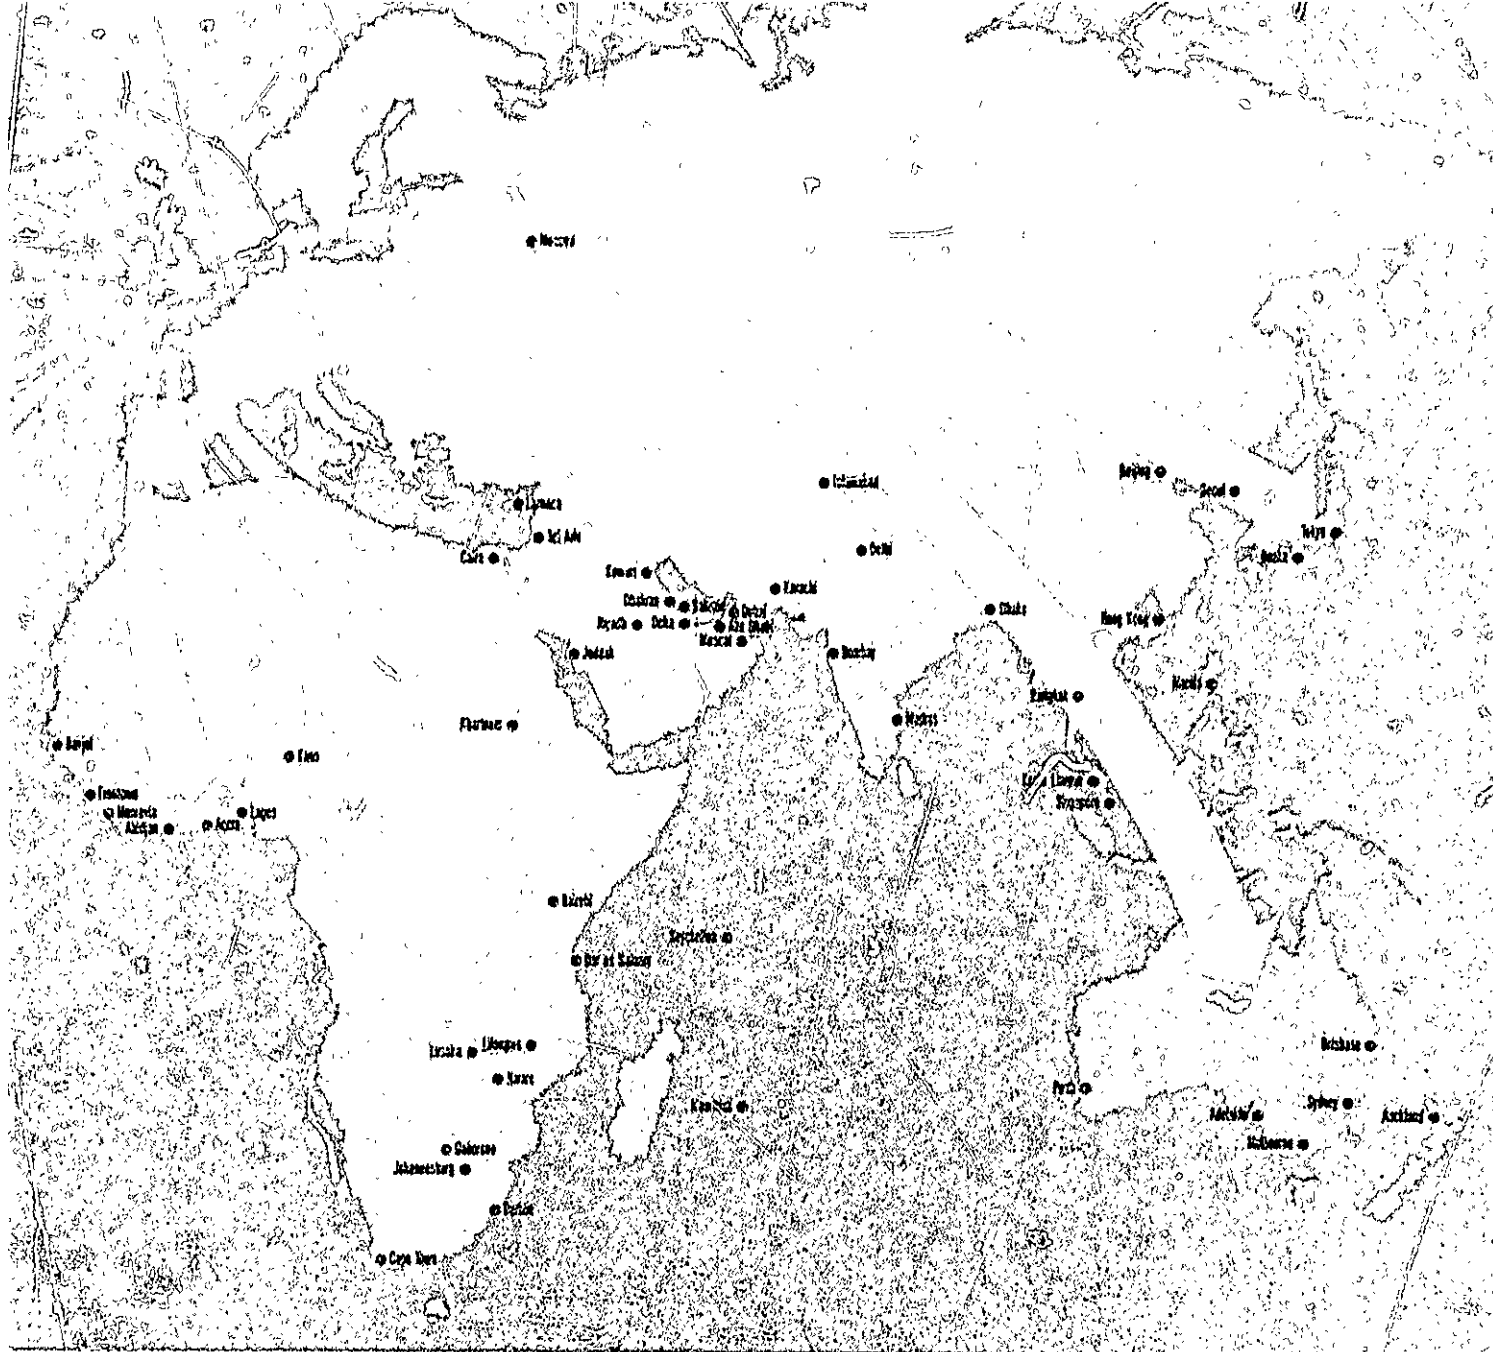 Moscow
Islamabad
Beijing
Seoul
Larnaca
Tokyo
Tel Aviv
Delhi
Osaka
Cairo
Kuwait
Karachi
Dhahran
Bahrain
Dubai
Dhaka
Hong Kong
Riyadh
Doha
Abu Dhabi
Muscat
Jeddah
Bombay
Manila
Bangkok
Khartoum
Madras
Banjul
Kano
Kuala Lumpur
Freetown
Singapore
Monrovia
Lagos
Abidjan
Accra
Nairobi
Seychelles
Dar es Salaam
Lusaka
Lilongwe
Brisbane
Harare
Perth
Mauritius
Sydney
Adelaide
Auckland
Melbourne
Gaborone
Johannesburg
Durban
Cape Town